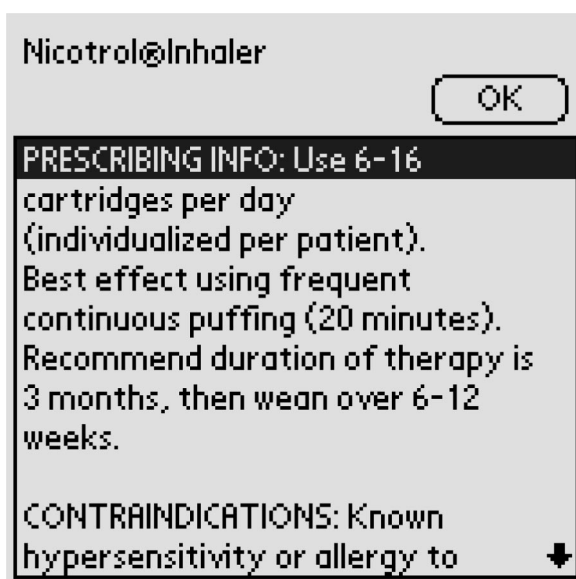 Nicotrol®Inhaler
OK
PRESCRIBING INFO: Use 6-16
cartridges per day
(individualized per patient).
Best effect using frequent
continuous puffing (20 minutes).
Recommend duration of therapy is
3 months, then wean over 6-12
weeks.
CONTRAINDICATIONS: Known
hypersensitivity or allergy to